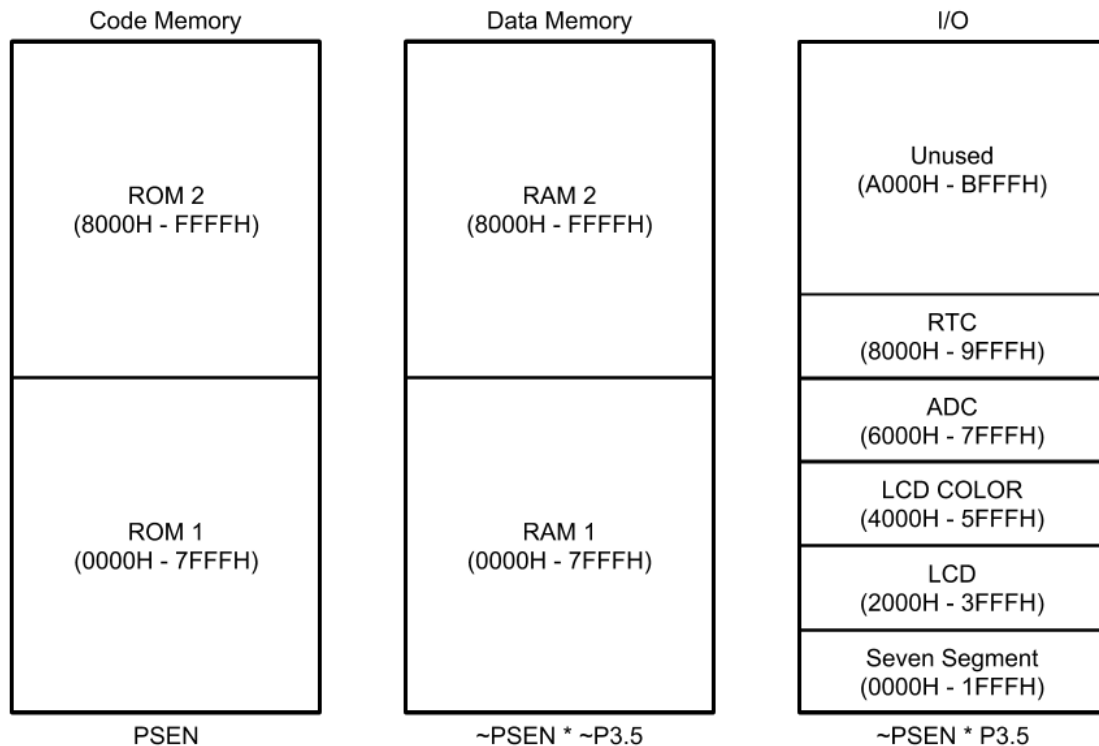 Code Memory
ROM 2
(8000H - FFFFH)
ROM 1
(0000H - 7FFFH)
PSEN
Data Memory
RAM 2
(8000H - FFFFH)
RAM 1
(0000H - 7FFFH)
~PSEN * ~P3.5
I/O
Unused
(A000H - BFFFH)
RTC
(8000H - 9FFFH)
ADC
(6000H - 7FFFH)
LCD COLOR
(4000H - 5FFFH)
LCD
(2000H - 3FFFH)
Seven Segment
(0000H - 1FFFH)
~PSEN * P3.5